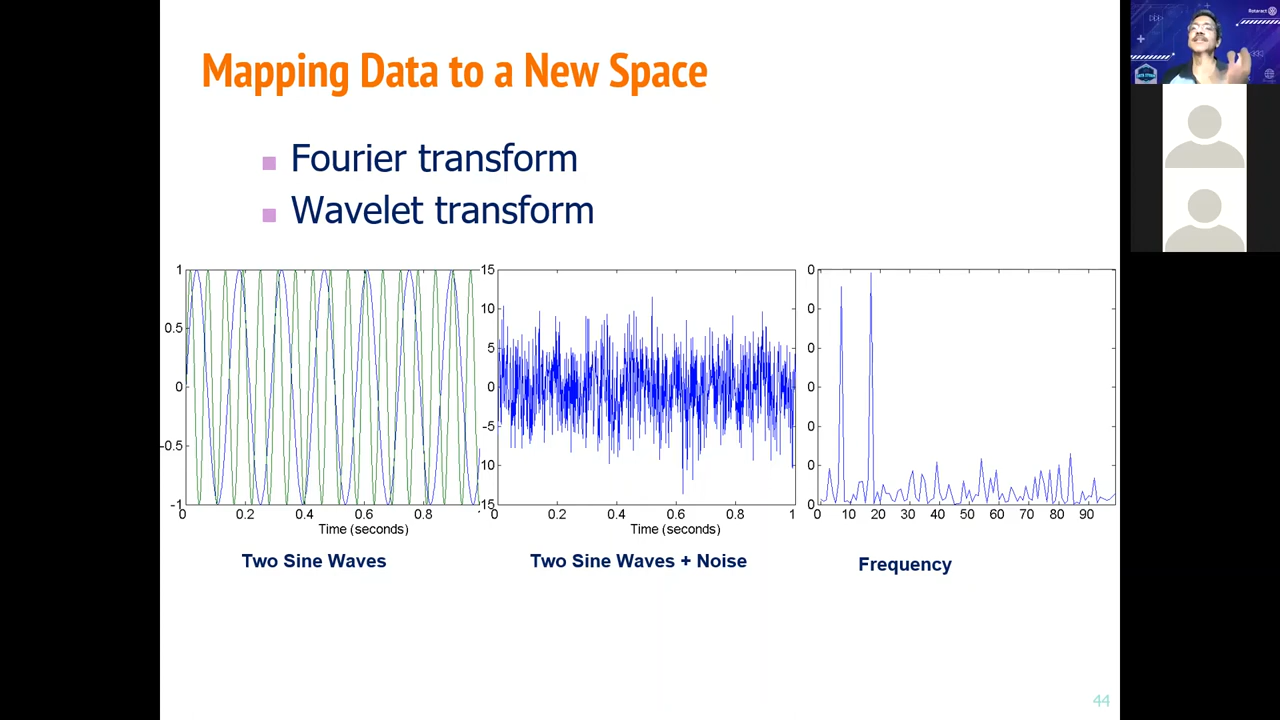 Mapping Data to a New Space
Fourier transform
Wavelet transform
1
0.5
0
-0.5
-1
0 0.2 0.4 0.6 0.8
Time (seconds)
Two Sine Waves
15
10
5
0
-5
10
15
0 0.2 0.4 0.6 0.8 1
Time (seconds)
Two Sine Waves + Noise
0
0
0
0
0
0
0
0 10 20 30 40 50 60 70 80 90
Frequency
44
Rotaract